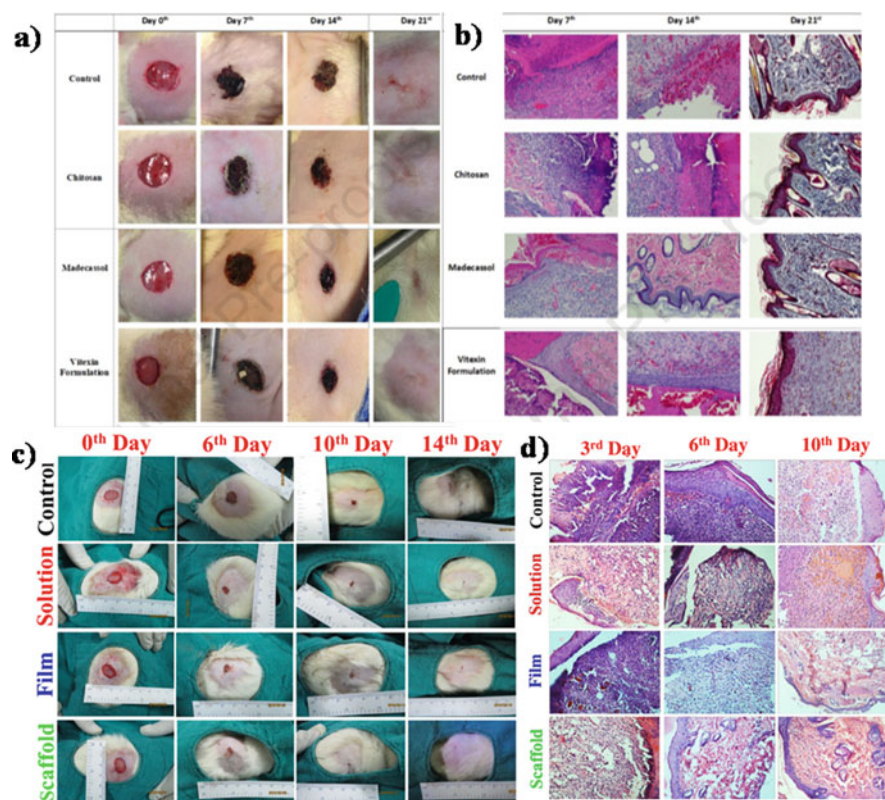 a)
Day 0th Day 7th Day 14th Day 21st
Control
Chitosan
Madecassol
Vitexin
Formulation
b)
Day 7th Day 14th Day 21st
Control
Chitosan
Madecassol
Vitexin
Formulation
c)
0th Day 6th Day 10th Day 14th Day
Control
Solution
Film
Scaffold
d)
3rd Day 6th Day 10th Day
Control
Solution
Film
Scaffold